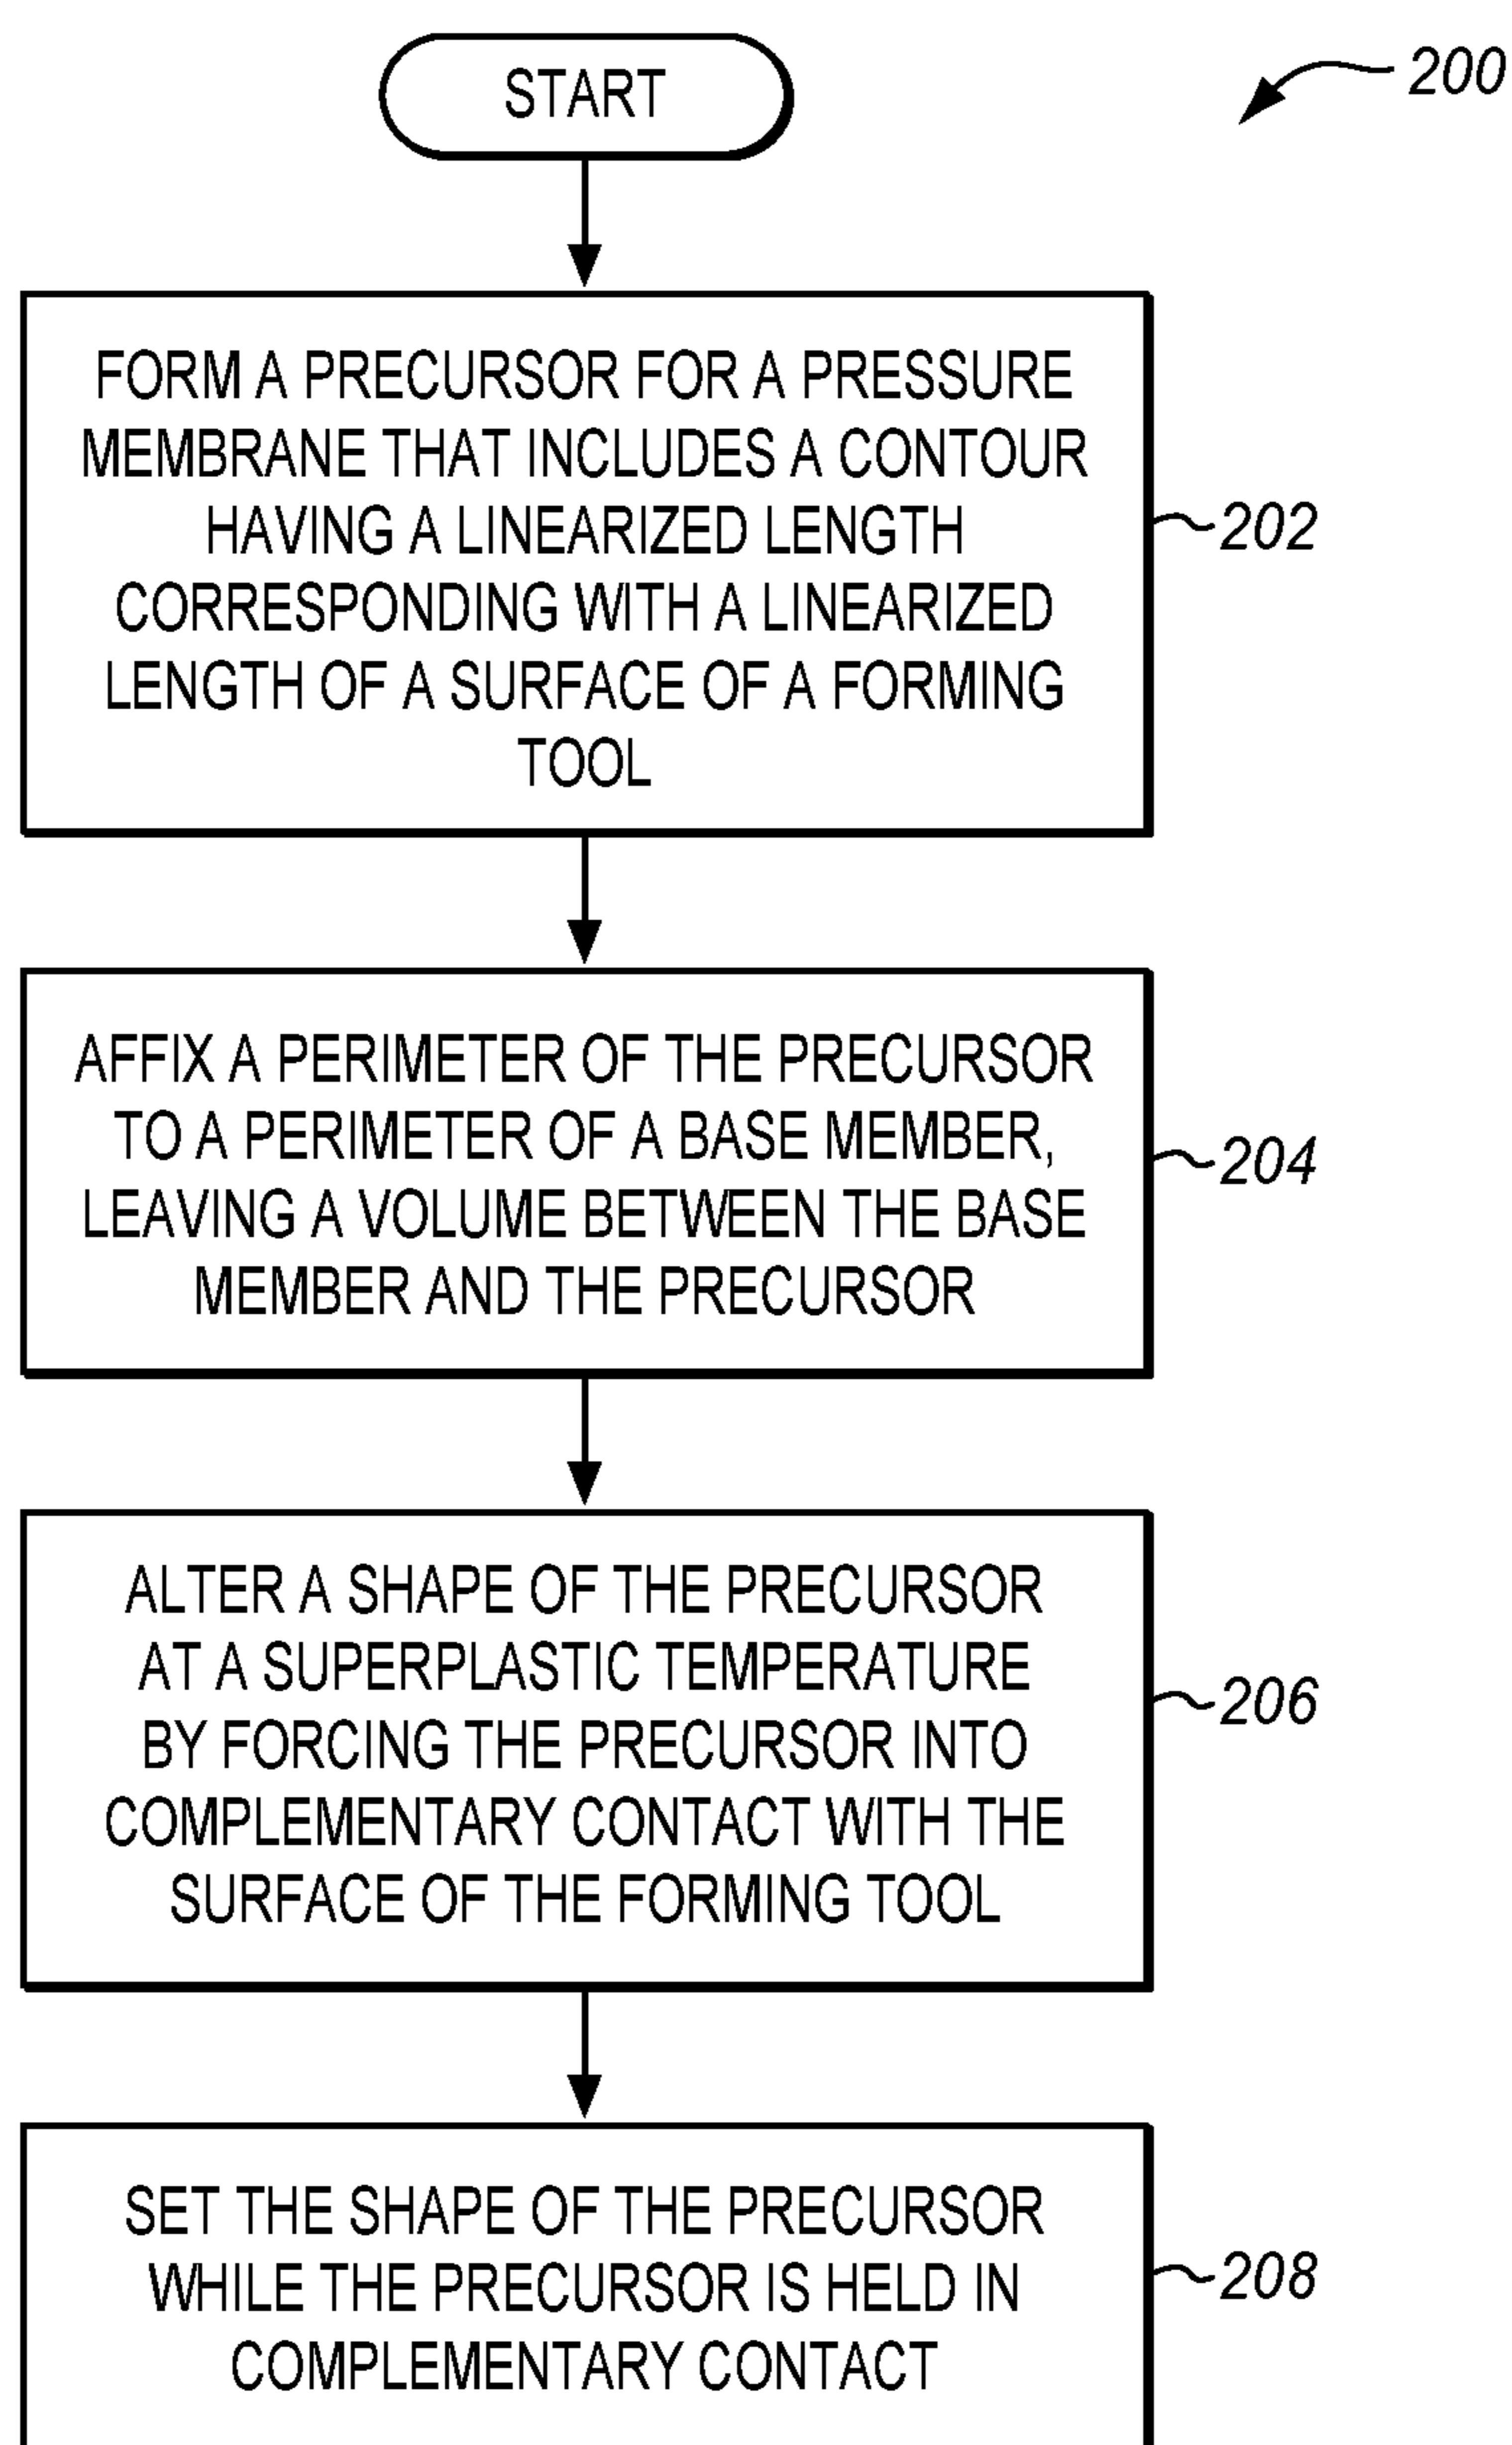 START
200
FORM A PRECURSOR FOR A PRESSURE
MEMBRANE THAT INCLUDES A CONTOUR
HAVING A LINEARIZED LENGTH
CORRESPONDING WITH A LINEARIZED
LENGTH OF A SURFACE OF A FORMING
TOOL
202
AFFIX A PERIMETER OF THE PRECURSOR
TO A PERIMETER OF A BASE MEMBER,
LEAVING A VOLUME BETWEEN THE BASE
MEMBER AND THE PRECURSOR
204
ALTER A SHAPE OF THE PRECURSOR
AT A SUPERPLASTIC TEMPERATURE
BY FORCING THE PRECURSOR INTO
COMPLEMENTARY CONTACT WITH THE
SURFACE OF THE FORMING TOOL
206
SET THE SHAPE OF THE PRECURSOR
WHILE THE PRECURSOR IS HELD IN
COMPLEMENTARY CONTACT
208